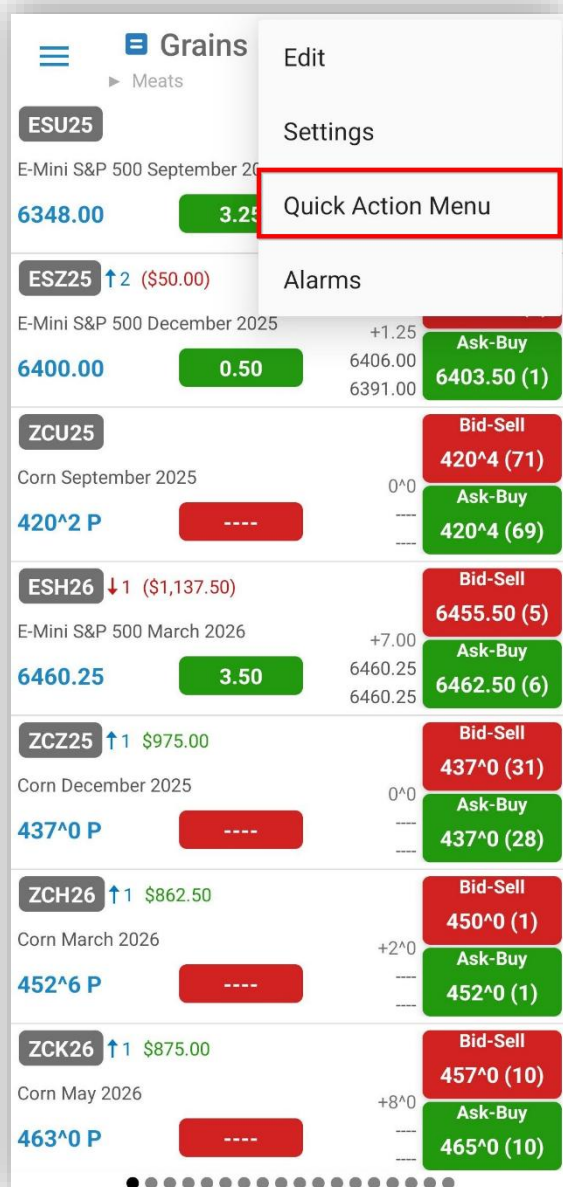 Grains
▶ Meats
Edit
Settings
Quick Action Menu
Alarms
ESU25
E-Mini S&P 500 September
6348.00
ESZ25 ↑2 ($50.00)
E-Mini S&P 500 December 2025
6400.00
0.50
+1.25
6406.00
6391.00
Ask-Buy
6403.50 (1)
ZCU25
Corn September 2025
420^2 P
----
0^0
----
----
Bid-Sell
420^4 (71)
Ask-Buy
420^4 (69)
ESH26 ↓1 ($1,137.50)
E-Mini S&P 500 March 2026
6460.25
3.50
+7.00
6460.25
6460.25
Bid-Sell
6455.50 (5)
Ask-Buy
6462.50 (6)
ZCZ25 ↑1 $975.00
Corn December 2025
437^0 P
----
0^0
----
----
Bid-Sell
437^0 (31)
Ask-Buy
437^0 (28)
ZCH26 ↑1 $862.50
Corn March 2026
452^6 P
----
+2^0
----
----
Bid-Sell
450^0 (1)
Ask-Buy
452^0 (1)
ZCK26 ↑1 $875.00
Corn May 2026
463^0 P
----
+8^0
----
----
Bid-Sell
457^0 (10)
Ask-Buy
465^0 (10)